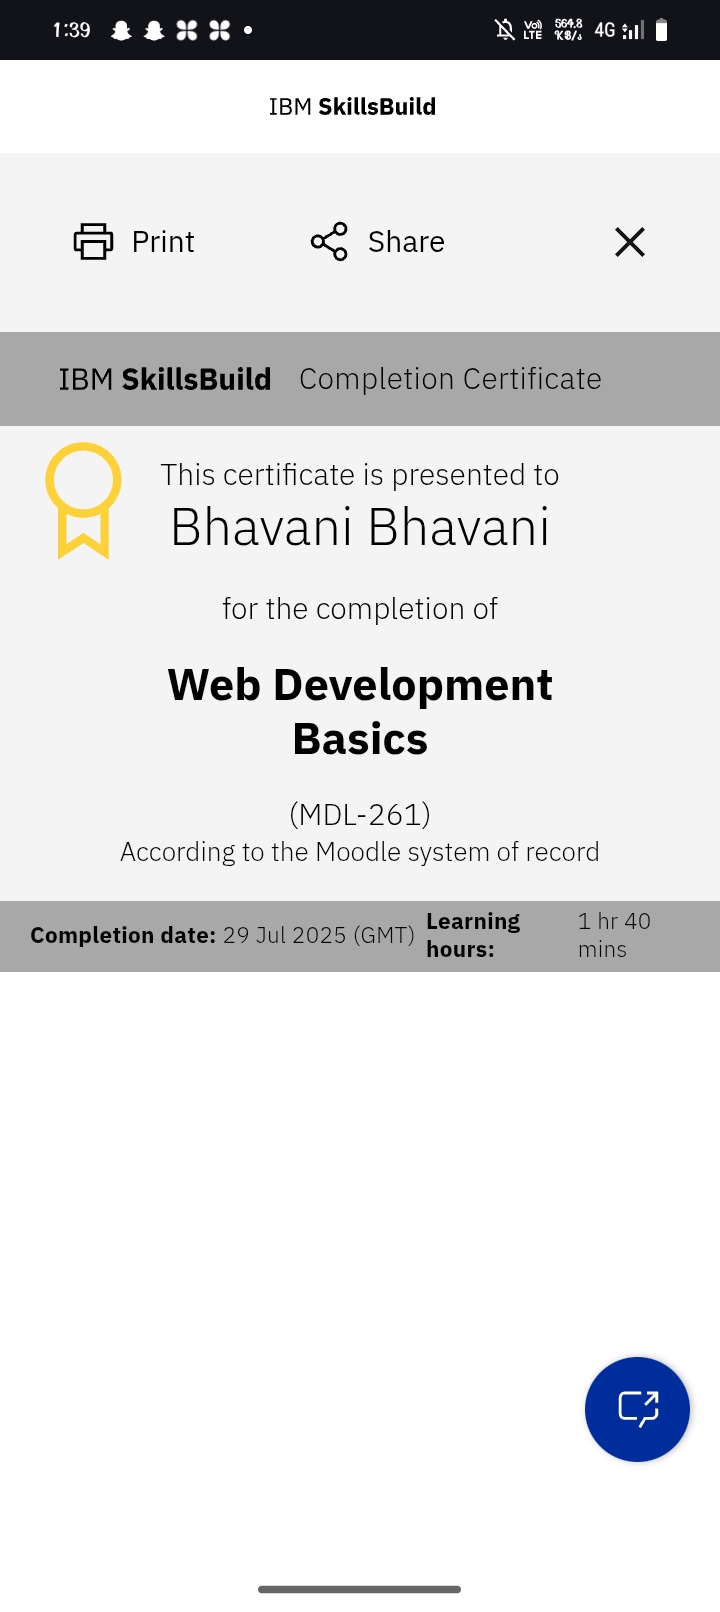 1:39 Vo) LTE 564.8 KB/s 4G
IBM SkillsBuild
Print Share
IBM SkillsBuild Completion Certificate
This certificate is presented to
Bhavani Bhavani
for the completion of
Web Development
Basics
(MDL-261)
According to the Moodle system of record
Completion date: 29 Jul 2025 (GMT) Learning hours: 1 hr 40 mins